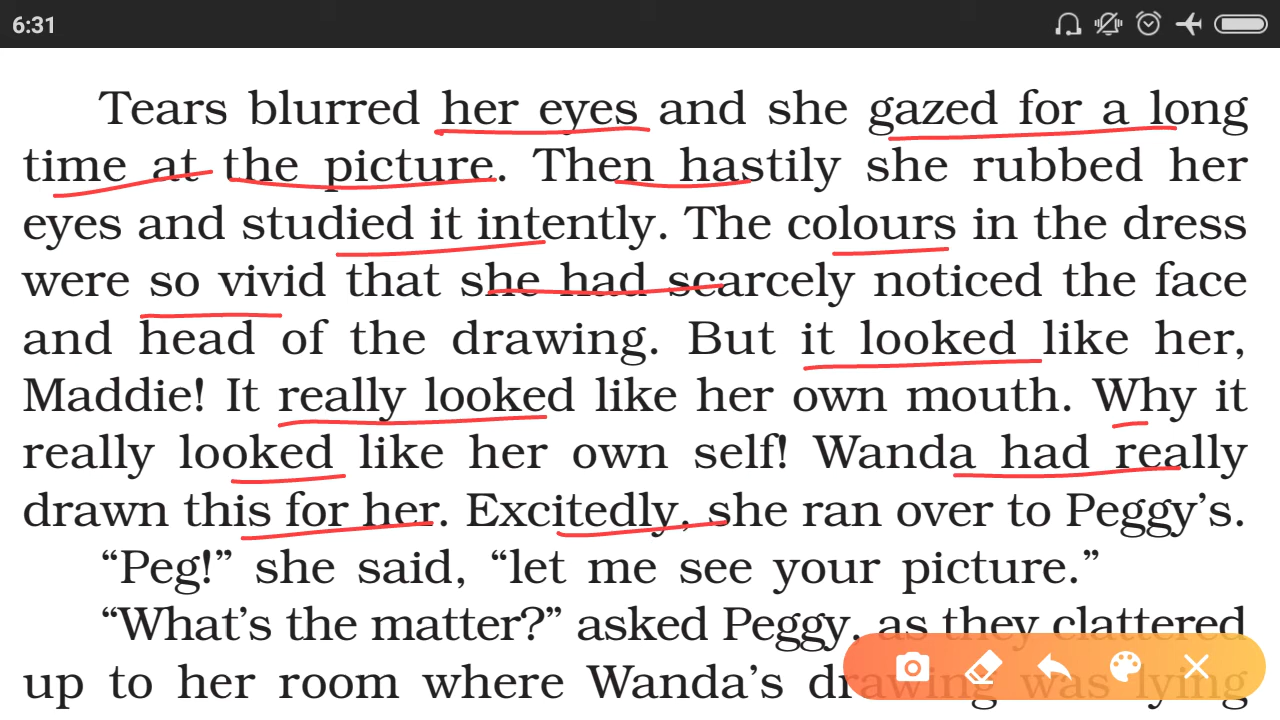 6:31
Tears blurred her eyes and she gazed for a long
time at the picture. Then hastily she rubbed her
eyes and studied it intently. The colours in the dress
were so vivid that she had scarcely noticed the face
and head of the drawing. But it looked like her,
Maddie! It really looked like her own mouth. Why it
really looked like her own self! Wanda had really
drawn this for her. Excitedly, she ran over to Peggy’s.
“Peg!” she said, “let me see your picture.”
“What’s the matter?” asked Peggy, as they clattered
up to her room where Wanda’s drawing was lying